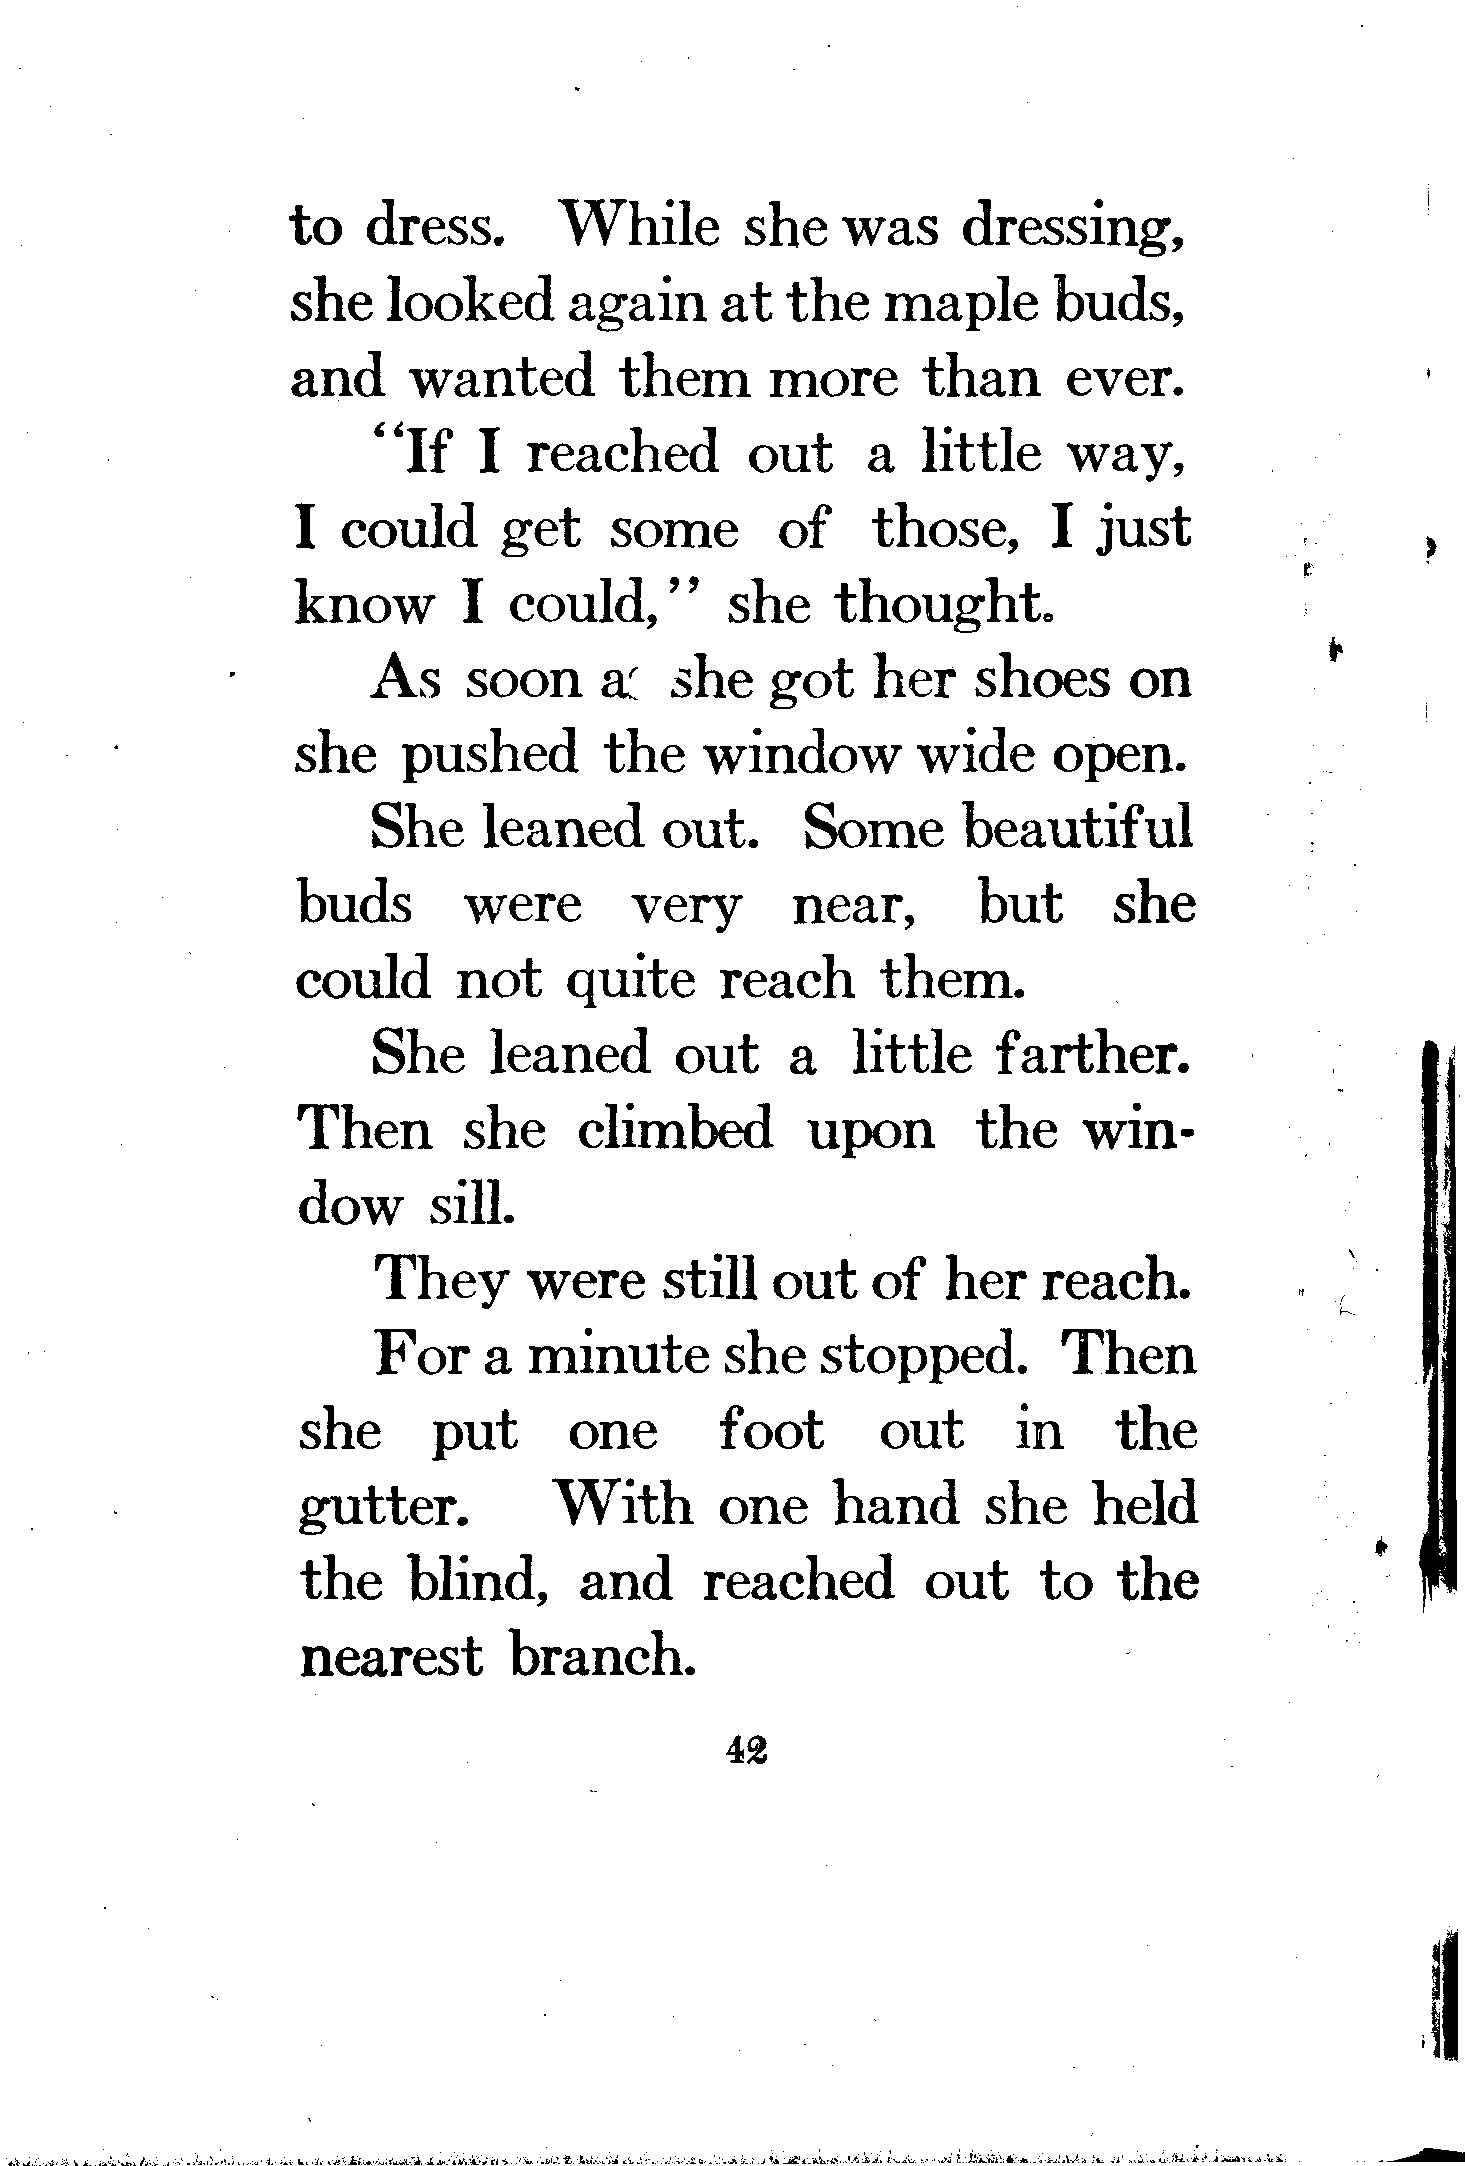 to dress. While she was dressing,
she looked again at the maple buds,
and wanted them more than ever.
"If I reached out a little way,
I could get some of those, I just
know I could," she thought.
As soon as she got her shoes on
she pushed the window wide open.
She leaned out. Some beautiful
buds were very near, but she
could not quite reach them.
She leaned out a little farther.
Then she climbed upon the win-
dow sill.
They were still out of her reach.
For a minute she stopped. Then
she put one foot out in the
gutter. With one hand she held
the blind, and reached out to the
nearest branch.
42